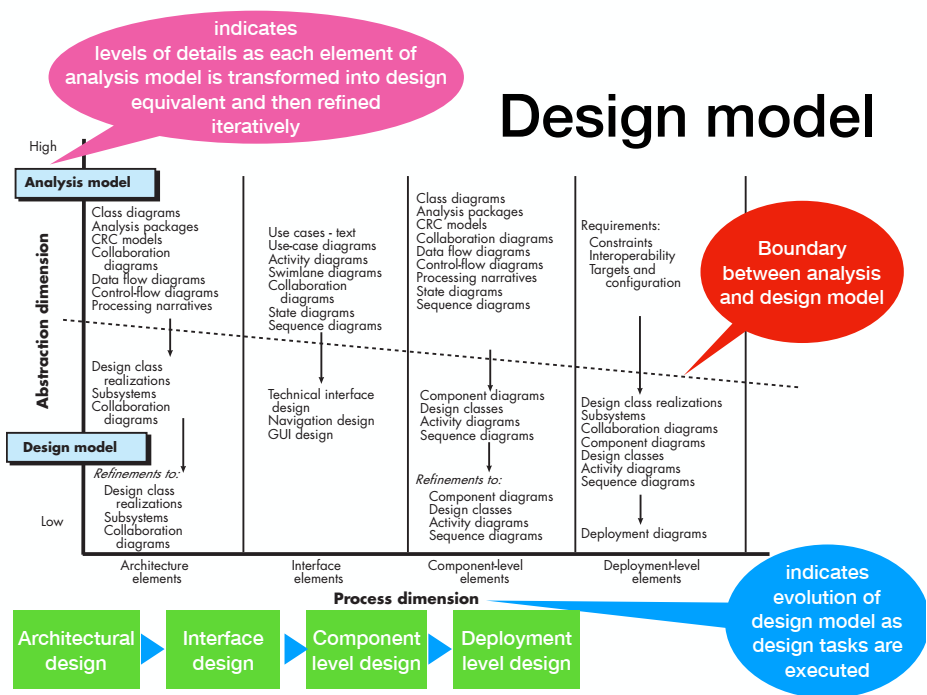 indicates
levels of details as each element of
analysis model is transformed into design
equivalent and then refined
iteratively
Design model
High
Analysis model
Abstraction dimension
Class diagrams
Analysis packages
CRC models
Collaboration
diagrams
Data flow diagrams
Control-flow diagrams
Processing narratives
Use cases - text
Use-case diagrams
Activity diagrams
Swimlane diagrams
Collaboration
diagrams
State diagrams
Sequence diagrams
Class diagrams
Analysis packages
CRC models
Collaboration diagrams
Data flow diagrams
Control-flow diagrams
Processing narratives
State diagrams
Sequence diagrams
Requirements:
Constraints
Interoperability
Targets and
configuration
Boundary
between analysis
and design model
Design class
realizations
Subsystems
Collaboration
diagrams
Technical interface
design
Navigation design
GUI design
Component diagrams
Design classes
Activity diagrams
Sequence diagrams
Design class realizations
Subsystems
Collaboration diagrams
Component diagrams
Design classes
Activity diagrams
Sequence diagrams
Design model
Refinements to:
Design class
realizations
Subsystems
Collaboration
diagrams
Refinements to:
Component diagrams
Design classes
Activity diagrams
Sequence diagrams
Deployment diagrams
Low
Architecture
elements
Interface
elements
Component-level
elements
Deployment-level
elements
Process dimension
indicates
evolution of
design model as
design tasks are
executed
Architectural
design
Interface
design
Component
level design
Deployment
level design